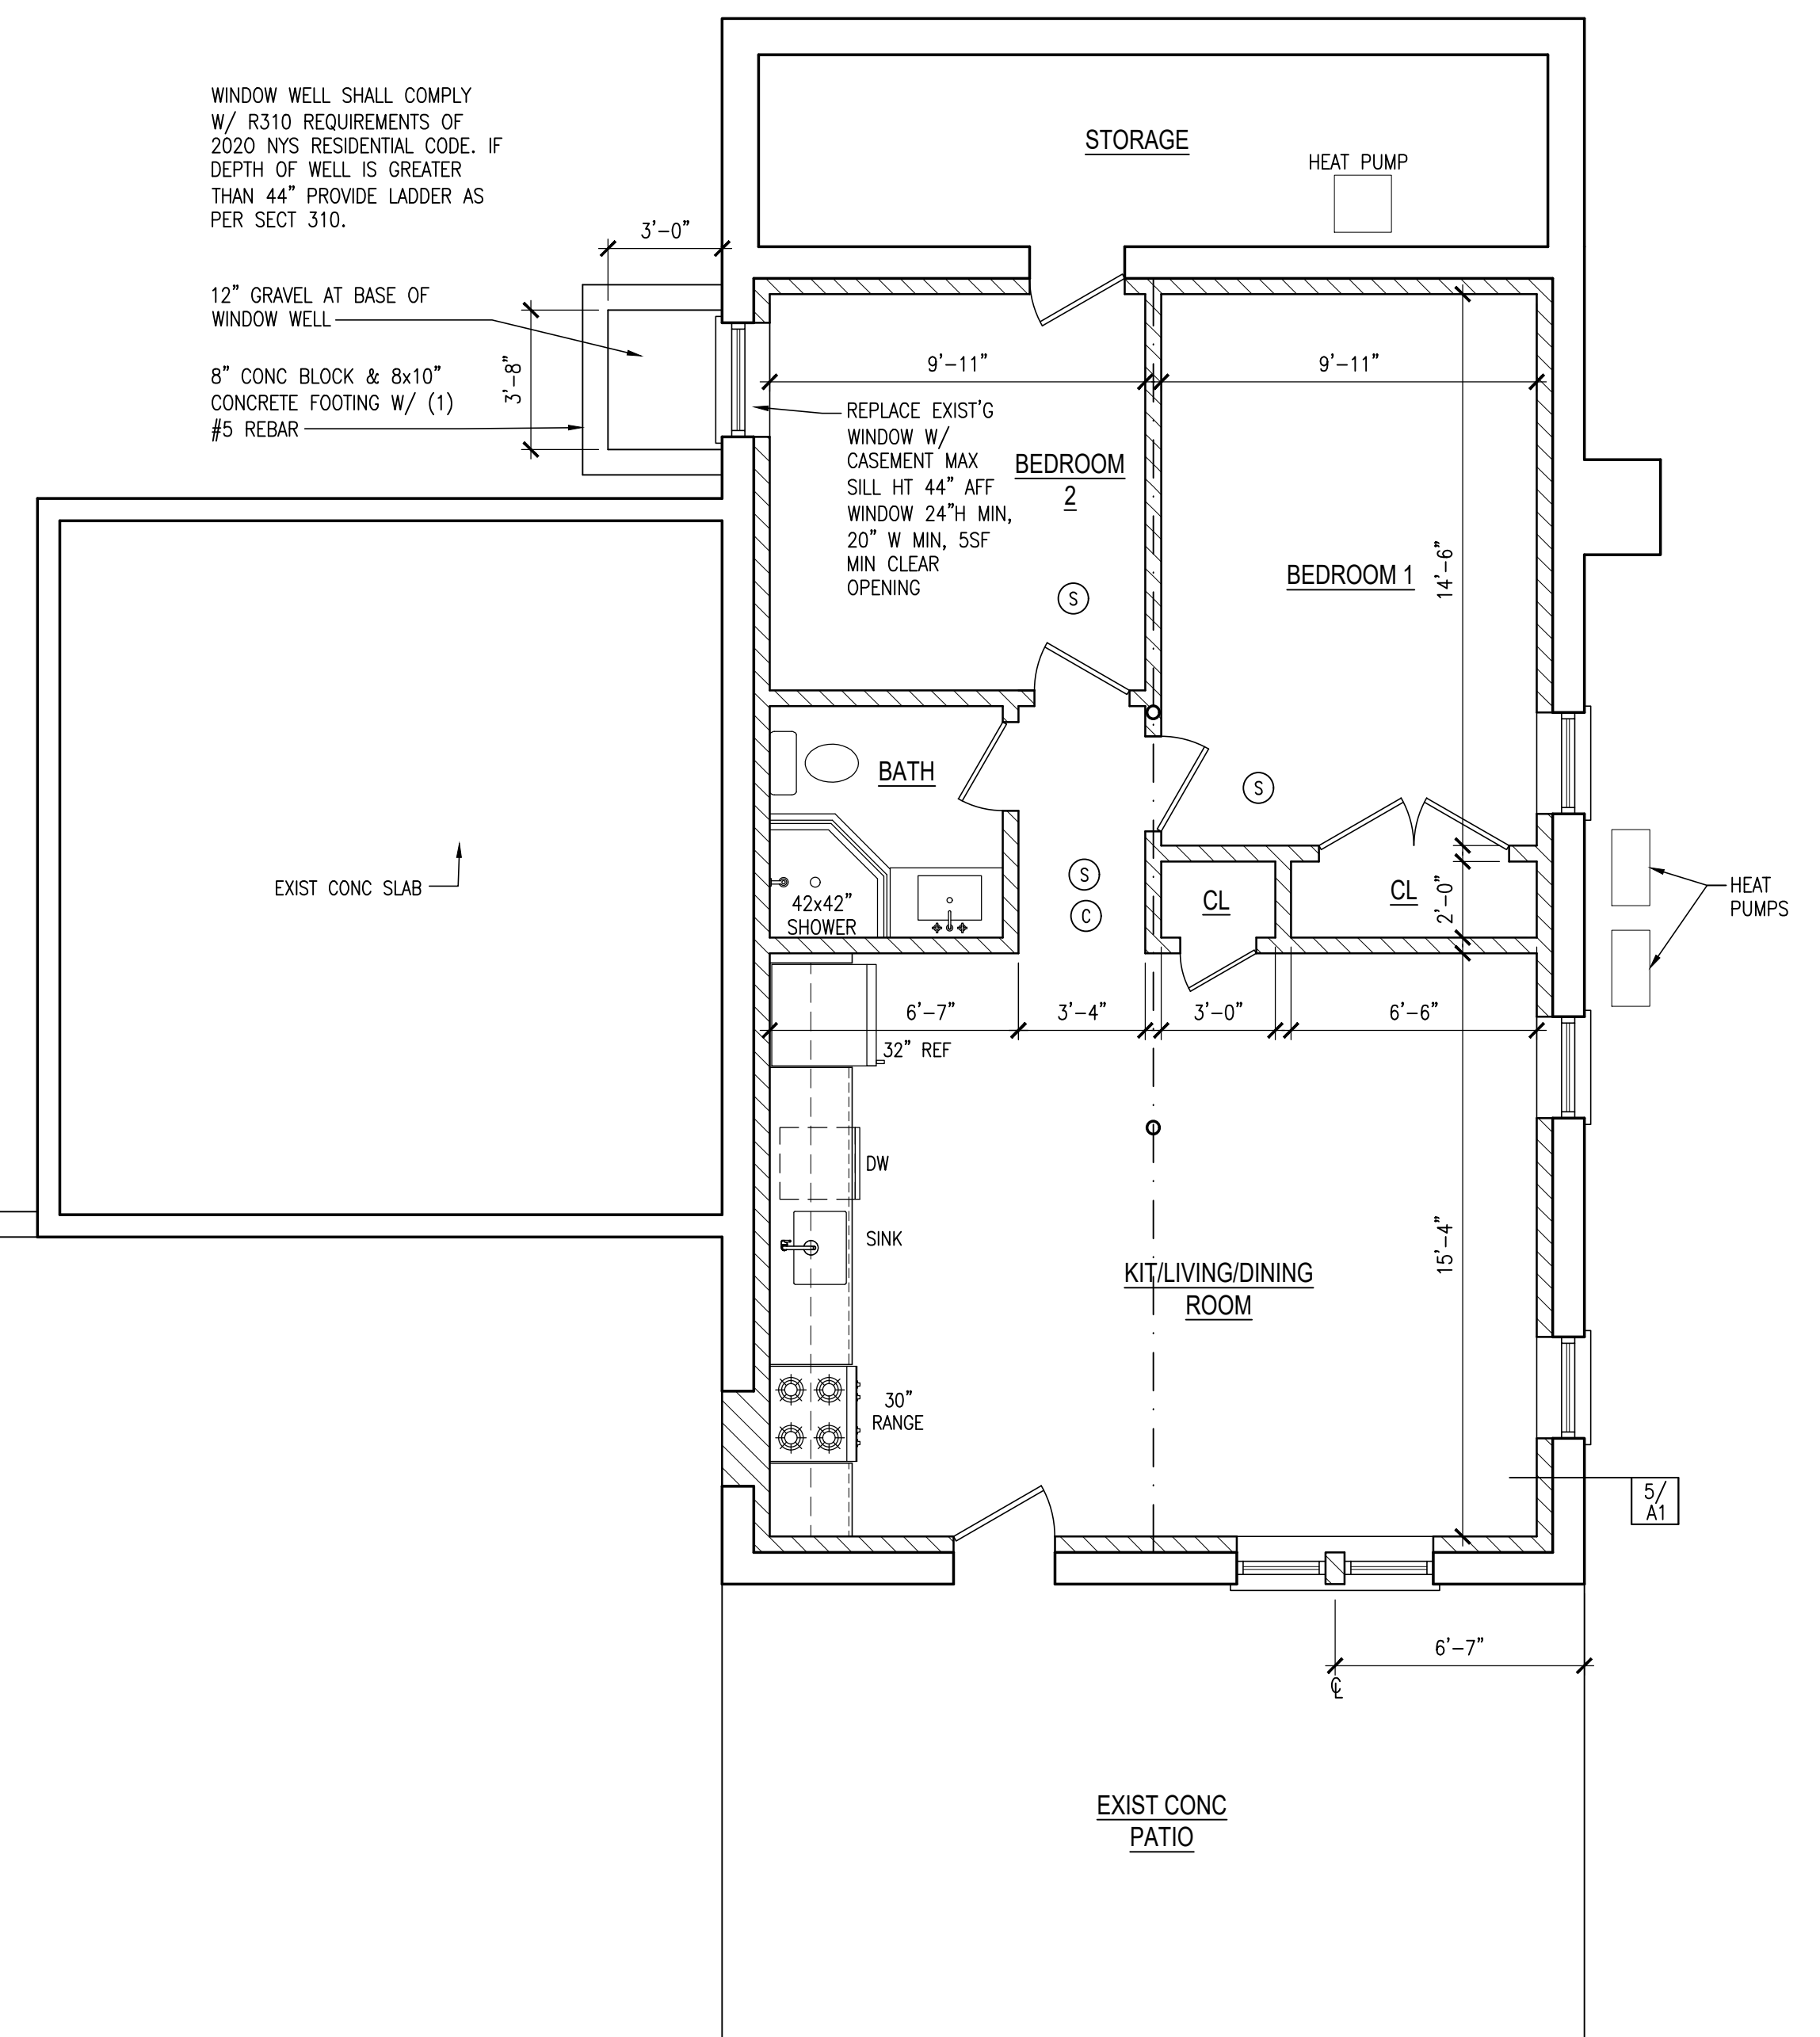 WINDOW WELL SHALL COMPLY
W/ R310 REQUIREMENTS OF
2020 NYS RESIDENTIAL CODE. IF
DEPTH OF WELL IS GREATER
THAN 44" PROVIDE LADDER AS
PER SECT 310.
STORAGE
HEAT PUMP
3'-0"
12" GRAVEL AT BASE OF
WINDOW WELL
3'-8"
8" CONC BLOCK & 8x10"
CONCRETE FOOTING W/ (1)
#5 REBAR
9'-11"
9'-11"
REPLACE EXIST'G
WINDOW W/
CASEMENT MAX
SILL HT 44" AFF
WINDOW 24"H MIN,
20" W MIN, 5SF
MIN CLEAR
OPENING
BEDROOM
2
S
BEDROOM 1
14'-6"
BATH
S
EXIST CONC SLAB
42x42"
SHOWER
S
C
CL
CL
2'-0"
HEAT
PUMPS
6'-7"
3'-4"
3'-0"
6'-6"
32" REF
DW
SINK
KIT/LIVING/DINING
ROOM
15'-4"
30"
RANGE
5/
A1
6'-7"
℄
EXIST CONC
PATIO